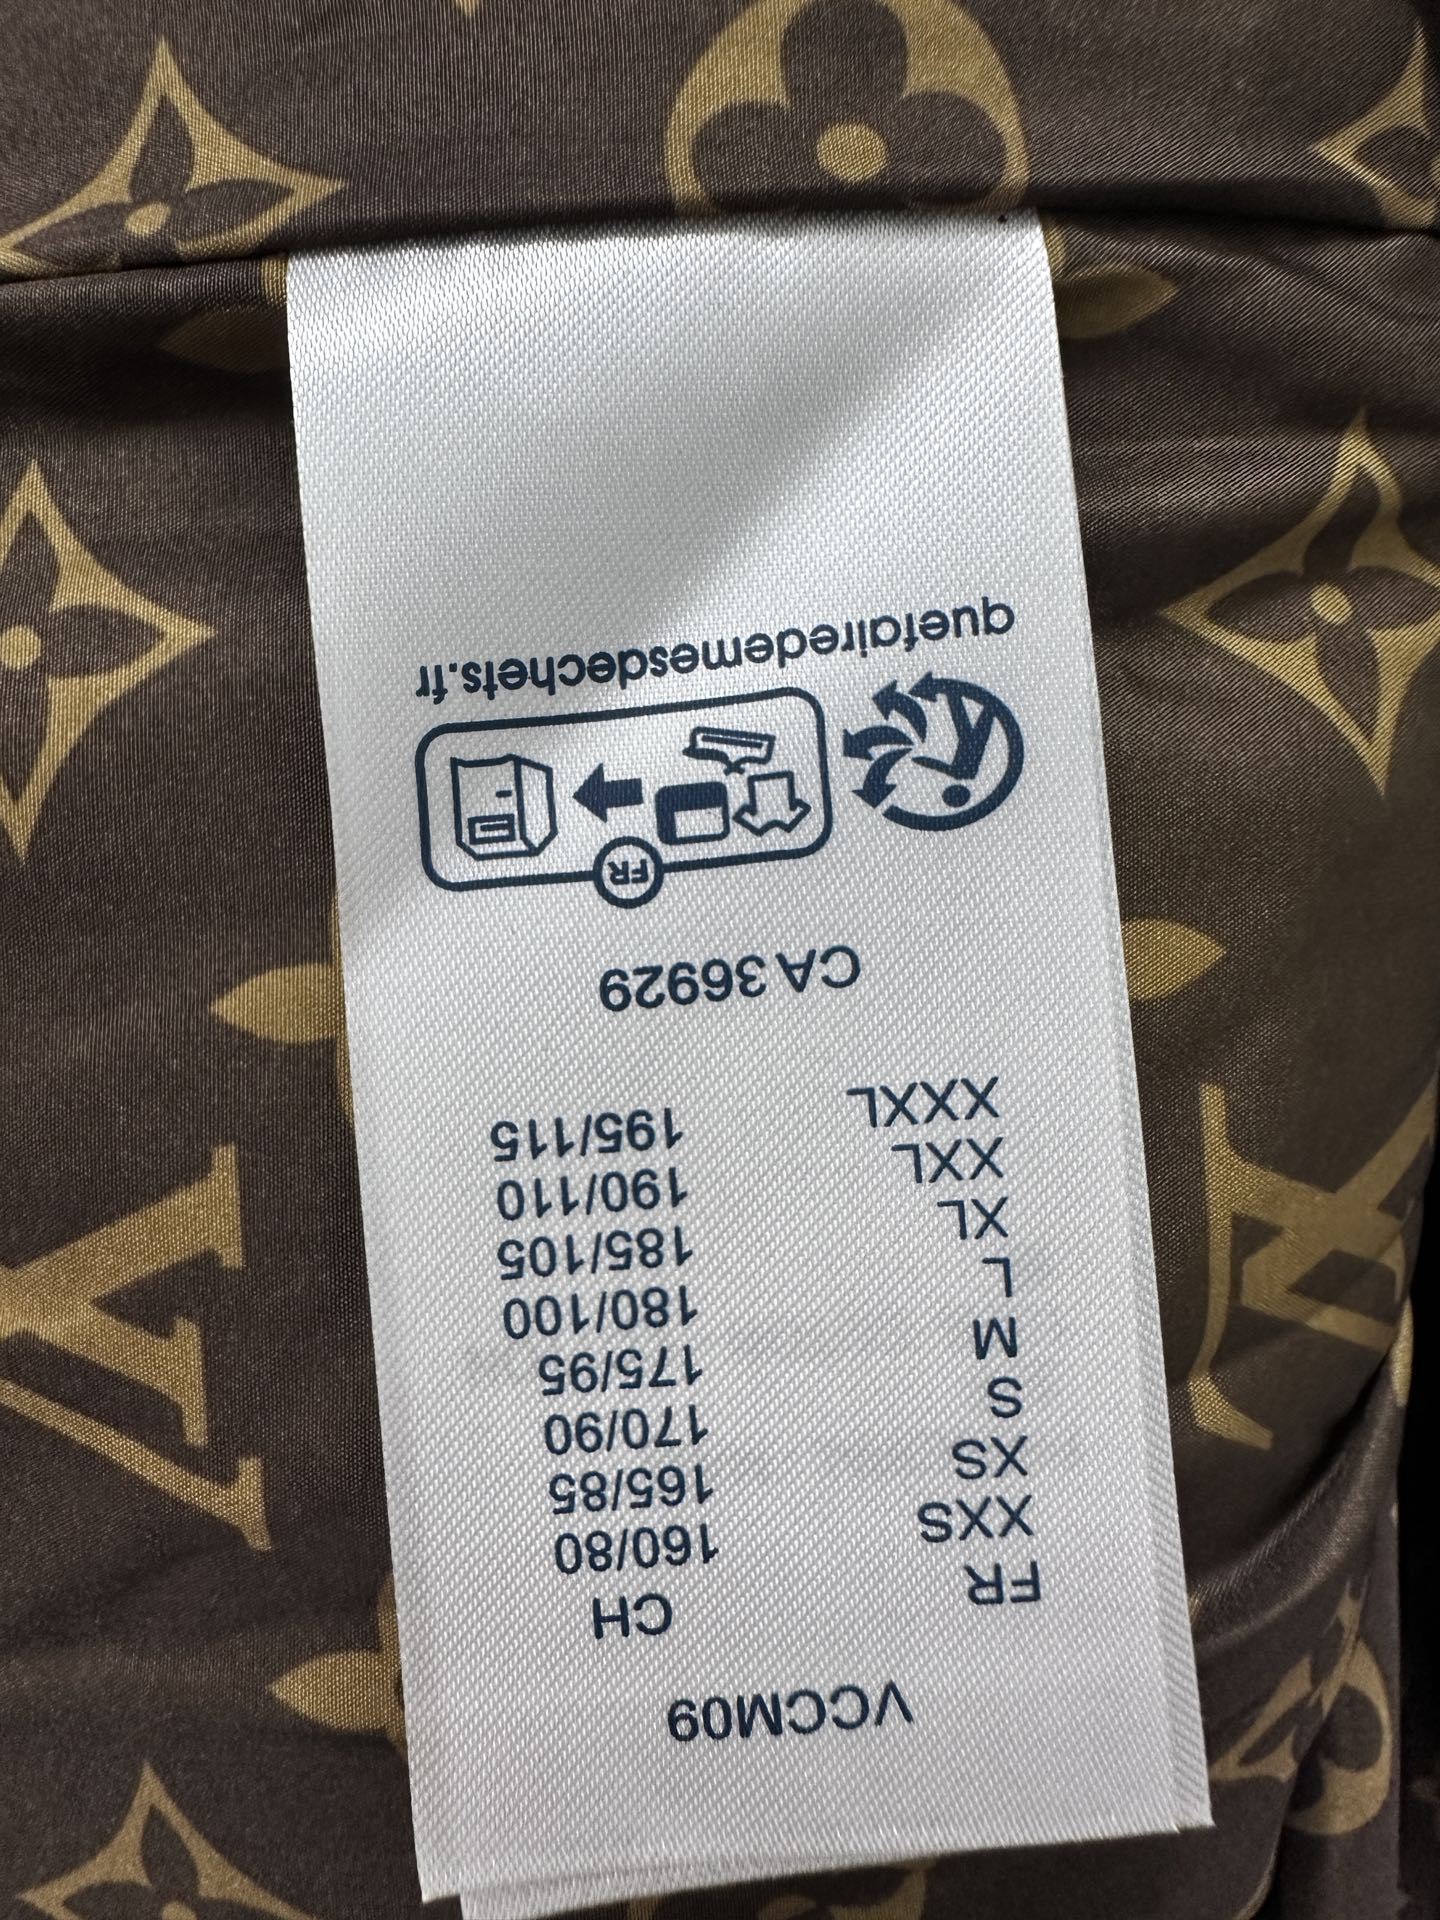 VCCM09
FR CH
XXS 160/80
XS 165/85
S 170/90
M 175/95
L 180/100
XL 185/105
XXL 190/110
XXXL 195/115
CA 36929
FR
quefairedemesdechets.fr